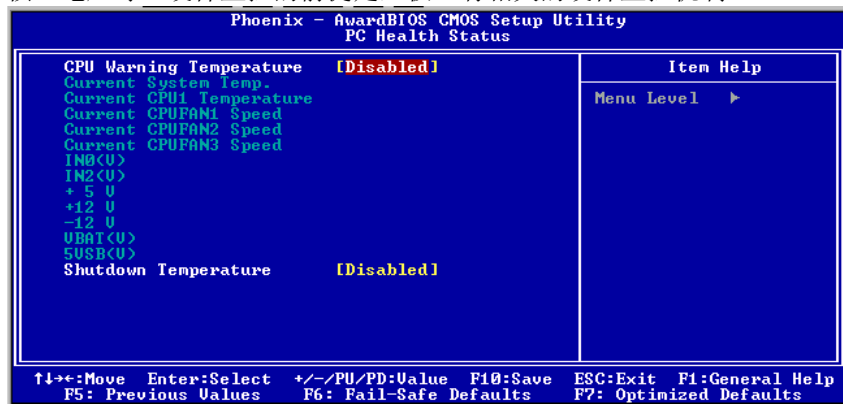 Phoenix - AwardBIOS CMOS Setup Utility
PC Health Status
CPU Warning Temperature [Disabled]
Current System Temp.
Current CPU1 Temperature
Current CPUFAN1 Speed
Current CPUFAN2 Speed
Current CPUFAN3 Speed
IN0(V)
IN2(V)
+ 5 V
+12 V
-12 V
VBAT(V)
5VSB(V)
Shutdown Temperature [Disabled]
Item Help
Menu Level ►
↑↓→←:Move Enter:Select +/-/PU/PD:Value F10:Save ESC:Exit F1:General Help
F5: Previous Values F6: Fail-Safe Defaults F7: Optimized Defaults